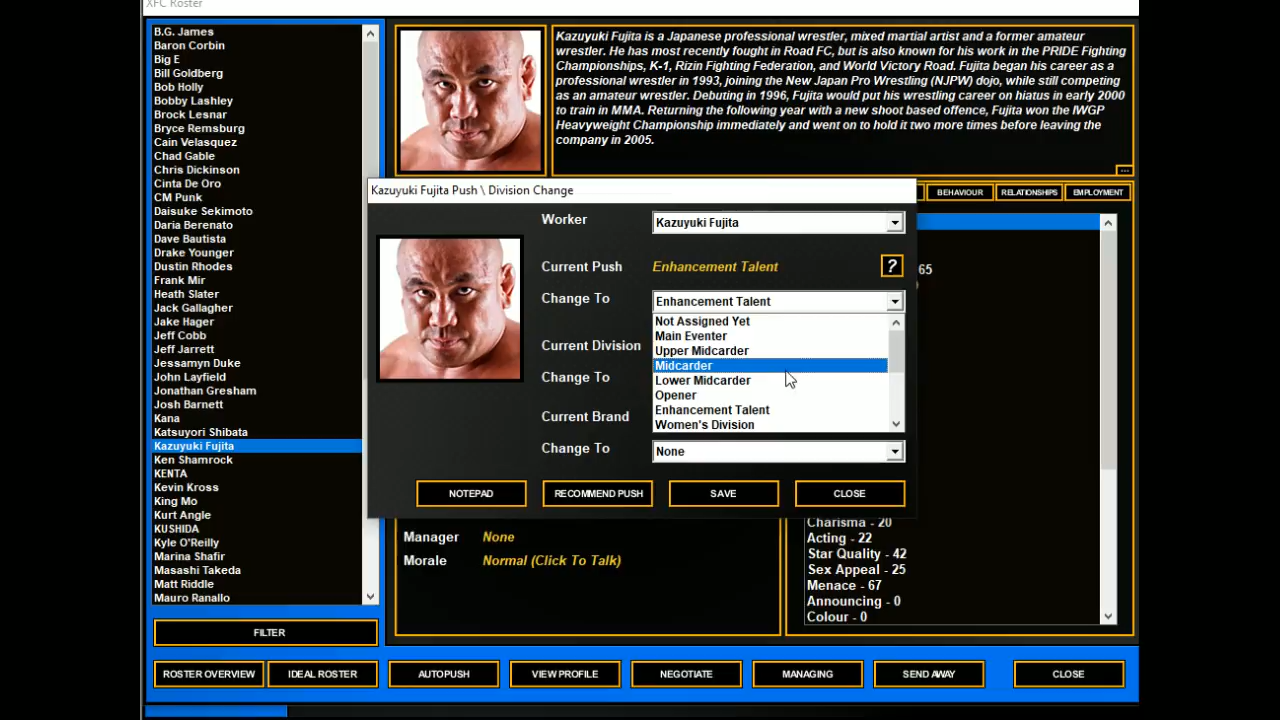 XFC Roster
B.G. James
Baron Corbin
Big E
Bill Goldberg
Bob Holly
Bobby Lashley
Brock Lesnar
Bryce Remsburg
Cain Velasquez
Chad Gable
Chris Dickinson
Cinta De Oro
CM Punk
Daisuke Sekimoto
Daria Berenato
Dave Bautista
Drake Younger
Dustin Rhodes
Frank Mir
Heath Slater
Jack Gallagher
Jake Hager
Jeff Cobb
Jeff Jarrett
Jessamyn Duke
John Layfield
Jonathan Gresham
Josh Barnett
Kana
Katsuyori Shibata
Kazuyuki Fujita
Ken Shamrock
KENTA
Kevin Kross
King Mo
Kurt Angle
KUSHIDA
Kyle O'Reilly
Marina Shafir
Masashi Takeda
Matt Riddle
Mauro Ranallo
FILTER
Kazuyuki Fujita is a Japanese professional wrestler, mixed martial artist and a former amateur
wrestler. He has most recently fought in Road FC, but is also known for his work in the PRIDE Fighting
Championships, K-1, Rizin Fighting Federation, and World Victory Road. Fujita began his career as a
professional wrestler in 1993, joining the New Japan Pro Wrestling (NJPW) dojo, while still competing
as an amateur wrestler. Debuting in 1996, Fujita would put his wrestling career on hiatus in early 2000
to train in MMA. Returning the following year with a new shoot based offence, Fujita won the IWGP
Heavyweight Championship immediately and went on to hold it two more times before leaving the
company in 2005.
...
BEHAVIOUR
RELATIONSHIPS
EMPLOYMENT
65
Kazuyuki Fujita Push \ Division Change
Worker
Kazuyuki Fujita
Current Push
Enhancement Talent
?
Change To
Enhancement Talent
Not Assigned Yet
Main Eventer
Upper Midcarder
Midcarder
Lower Midcarder
Opener
Enhancement Talent
Women's Division
Current Division
Change To
Current Brand
Change To
None
NOTEPAD
RECOMMEND PUSH
SAVE
CLOSE
Manager
None
Morale
Normal (Click To Talk)
Charisma - 20
Acting - 22
Star Quality - 42
Sex Appeal - 25
Menace - 67
Announcing - 0
Colour - 0
ROSTER OVERVIEW
IDEAL ROSTER
AUTOPUSH
VIEW PROFILE
NEGOTIATE
MANAGING
SEND AWAY
CLOSE